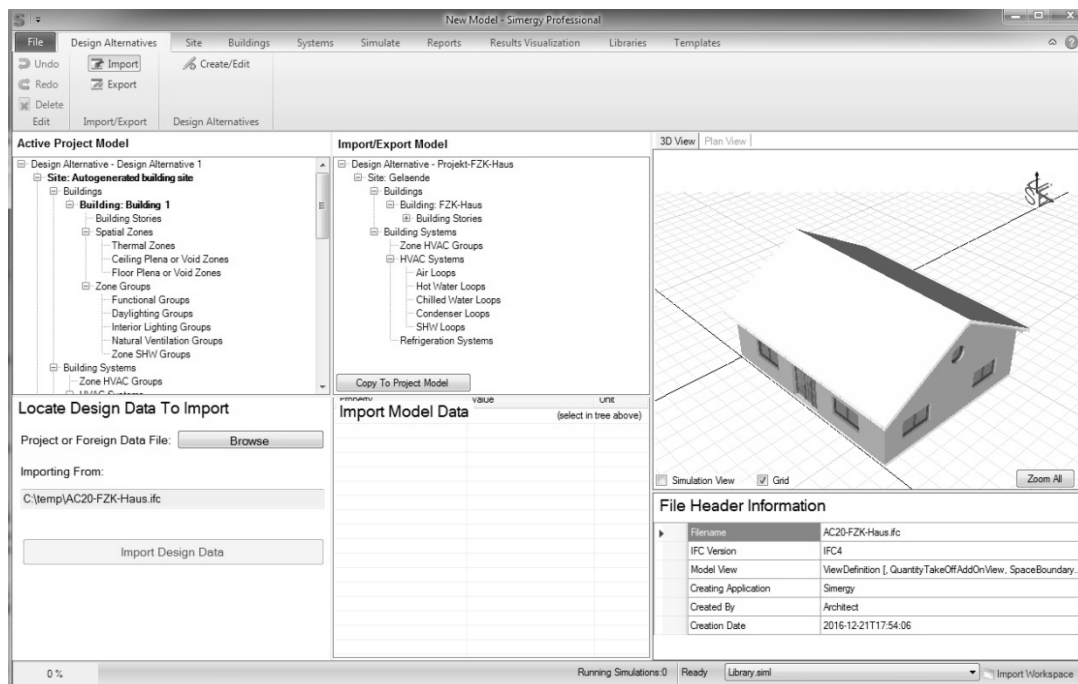 New Model - Simergy Professional
File Design Alternatives Site Buildings Systems Simulate Reports Results Visualization Libraries Templates
Undo Import Create/Edit
Redo Export
Delete
Edit Import/Export Design Alternatives
Active Project Model
Design Alternative - Design Alternative 1
Site: Autogenerated building site
Buildings
Building: Building 1
Building Stories
Spatial Zones
Thermal Zones
Ceiling Plena or Void Zones
Floor Plena or Void Zones
Zone Groups
Functional Groups
Daylighting Groups
Interior Lighting Groups
Natural Ventilation Groups
Zone SHW Groups
Building Systems
Zone HVAC Groups
HVAC Systems
Import/Export Model
Design Alternative - Projekt-FZK-Haus
Site: Gelaende
Buildings
Building: FZK-Haus
Building Stories
Building Systems
Zone HVAC Groups
HVAC Systems
Air Loops
Hot Water Loops
Chilled Water Loops
Condenser Loops
SHW Loops
Refrigeration Systems
Copy To Project Model
3D View Plan View
Simulation View Grid Zoom All
Locate Design Data To Import
Project or Foreign Data File: Browse
Importing From:
C:\temp\AC20-FZK-Haus.ifc
Import Design Data
Property Value Unit
Import Model Data (select in tree above)
File Header Information
Filename AC20-FZK-Haus.ifc
IFC Version IFC4
Model View ViewDefinition [, QuantityTakeOffAddOnView, SpaceBoundary...
Creating Application Simergy
Created By Architect
Creation Date 2016-12-21T17:54:06
0 % Running Simulations:0 Ready Library.siml Import Workspace